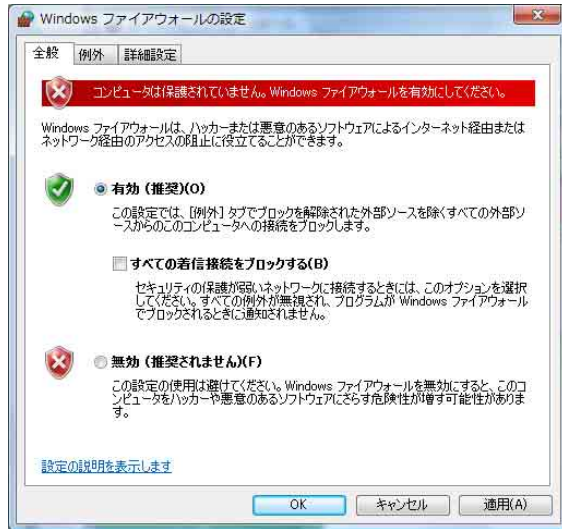 Windows ファイアウォールの設定
全般 例外 詳細設定
コンピュータは保護されていません。Windows ファイアウォールを有効にしてください。
Windows ファイアウォールは、ハッカーまたは悪意のあるソフトウェアによるインターネット経由または
ネットワーク経由のアクセスの阻止に役立てることができます。
有効 (推奨)(O)
この設定では、[例外] タブでブロックを解除された外部ソースを除くすべての外部ソ
ースからのこのコンピュータへの接続をブロックします。
すべての着信接続をブロックする(B)
セキュリティの保護が弱いネットワークに接続するときには、このオプションを選択
してください。すべての例外が無視され、プログラムが Windows ファイアウォール
でブロックされるときに通知されません。
無効 (推奨されません)(F)
この設定の使用は避けてください。Windows ファイアウォールを無効にすると、このコ
ンピュータをハッカーや悪意のあるソフトウェアにさらす危険性が増す可能性がありま
す。
設定の説明を表示します
OK キャンセル 適用(A)